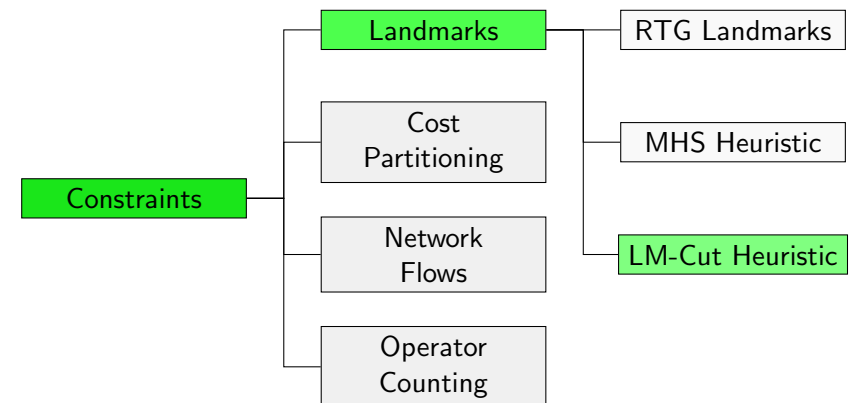 Constraints
Landmarks
Cost
Partitioning
Network
Flows
Operator
Counting
RTG Landmarks
MHS Heuristic
LM-Cut Heuristic